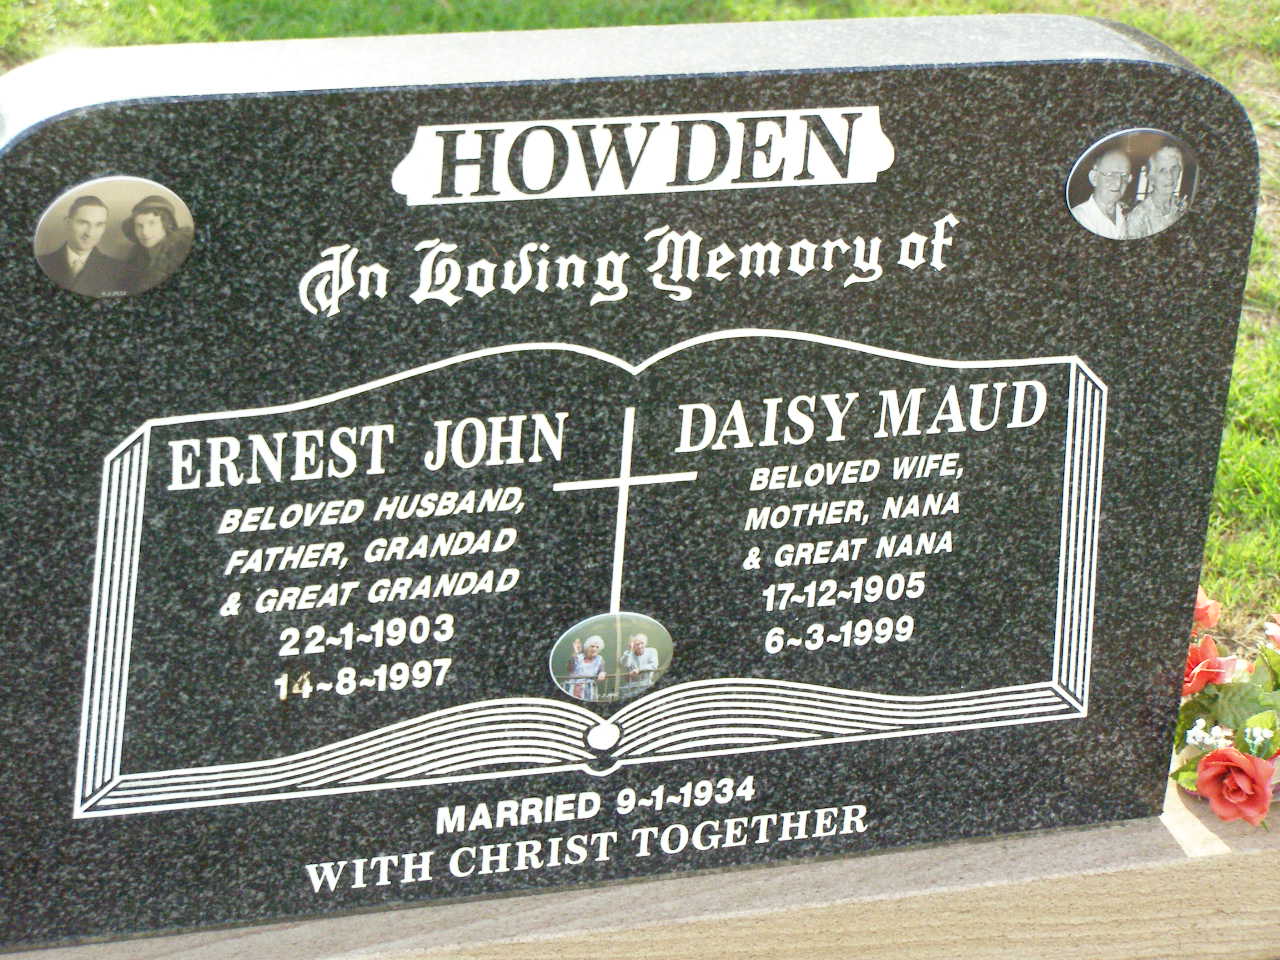 HOWDEN
In Loving Memory of
ERNEST JOHN
BELOVED HUSBAND,
FATHER, GRANDAD
& GREAT GRANDAD
22~1~1903
14~8~1997
DAISY MAUD
BELOVED WIFE,
MOTHER, NANA
& GREAT NANA
17~12~1905
6~3~1999
MARRIED 9~1~1934
WITH CHRIST TOGETHER